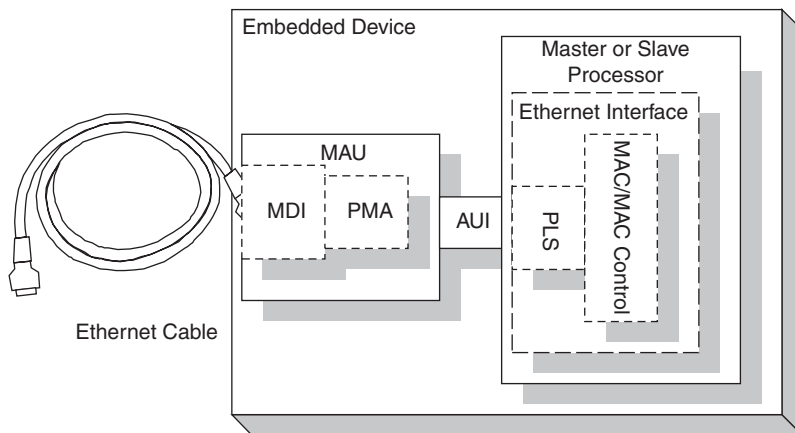 Embedded Device
Master or Slave
Processor
Ethernet Interface
MAU
MDI
PMA
AUI
PLS
MAC/MAC Control
Ethernet Cable